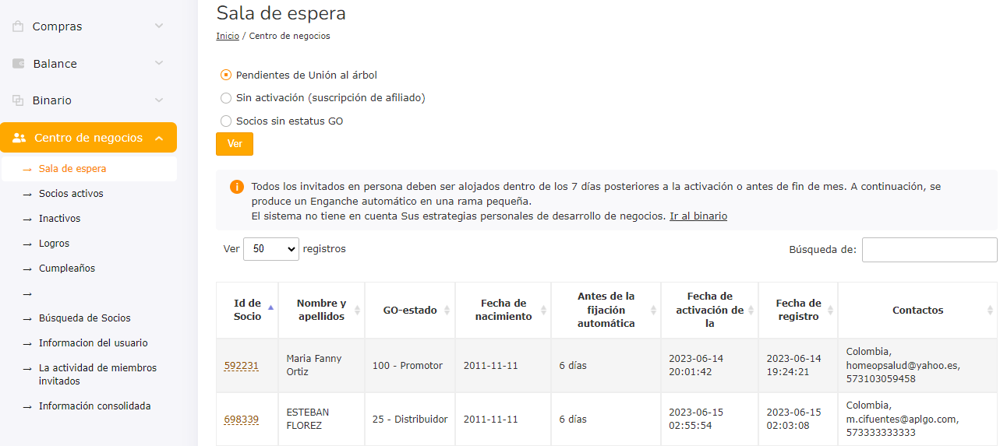 Compras
Balance
Binario
Centro de negocios
Sala de espera
Socios activos
Inactivos
Logros
Cumpleaños
Búsqueda de Socios
Informacion del usuario
La actividad de miembros
invitados
Información consolidada
Sala de espera
Inicio / Centro de negocios
Pendientes de Unión al árbol
Sin activación (suscripción de afiliado)
Socios sin estatus GO
Ver
Todos los invitados en persona deben ser alojados dentro de los 7 días posteriores a la activación o antes de fin de mes. A continuación, se
produce un Enganche automático en una rama pequeña.
El sistema no tiene en cuenta Sus estrategias personales de desarrollo de negocios. Ir al binario
Ver 50 registros
Búsqueda de:
Id de
Socio
Nombre y
apellidos
GO-estado
Fecha de
nacimiento
Antes de la
fijación
automática
Fecha de
activación de
la
Fecha de
registro
Contactos
592231
Maria Fanny
Ortiz
100 - Promotor
2011-11-11
6 días
2023-06-14
20:01:42
2023-06-14
19:24:21
Colombia,
homeopsalud@yahoo.es,
573103059458
698339
ESTEBAN
FLOREZ
25 - Distribuidor
2011-11-11
6 días
2023-06-15
02:55:54
2023-06-15
02:03:08
Colombia,
m.cifuentes@aplgo.com,
573333333333